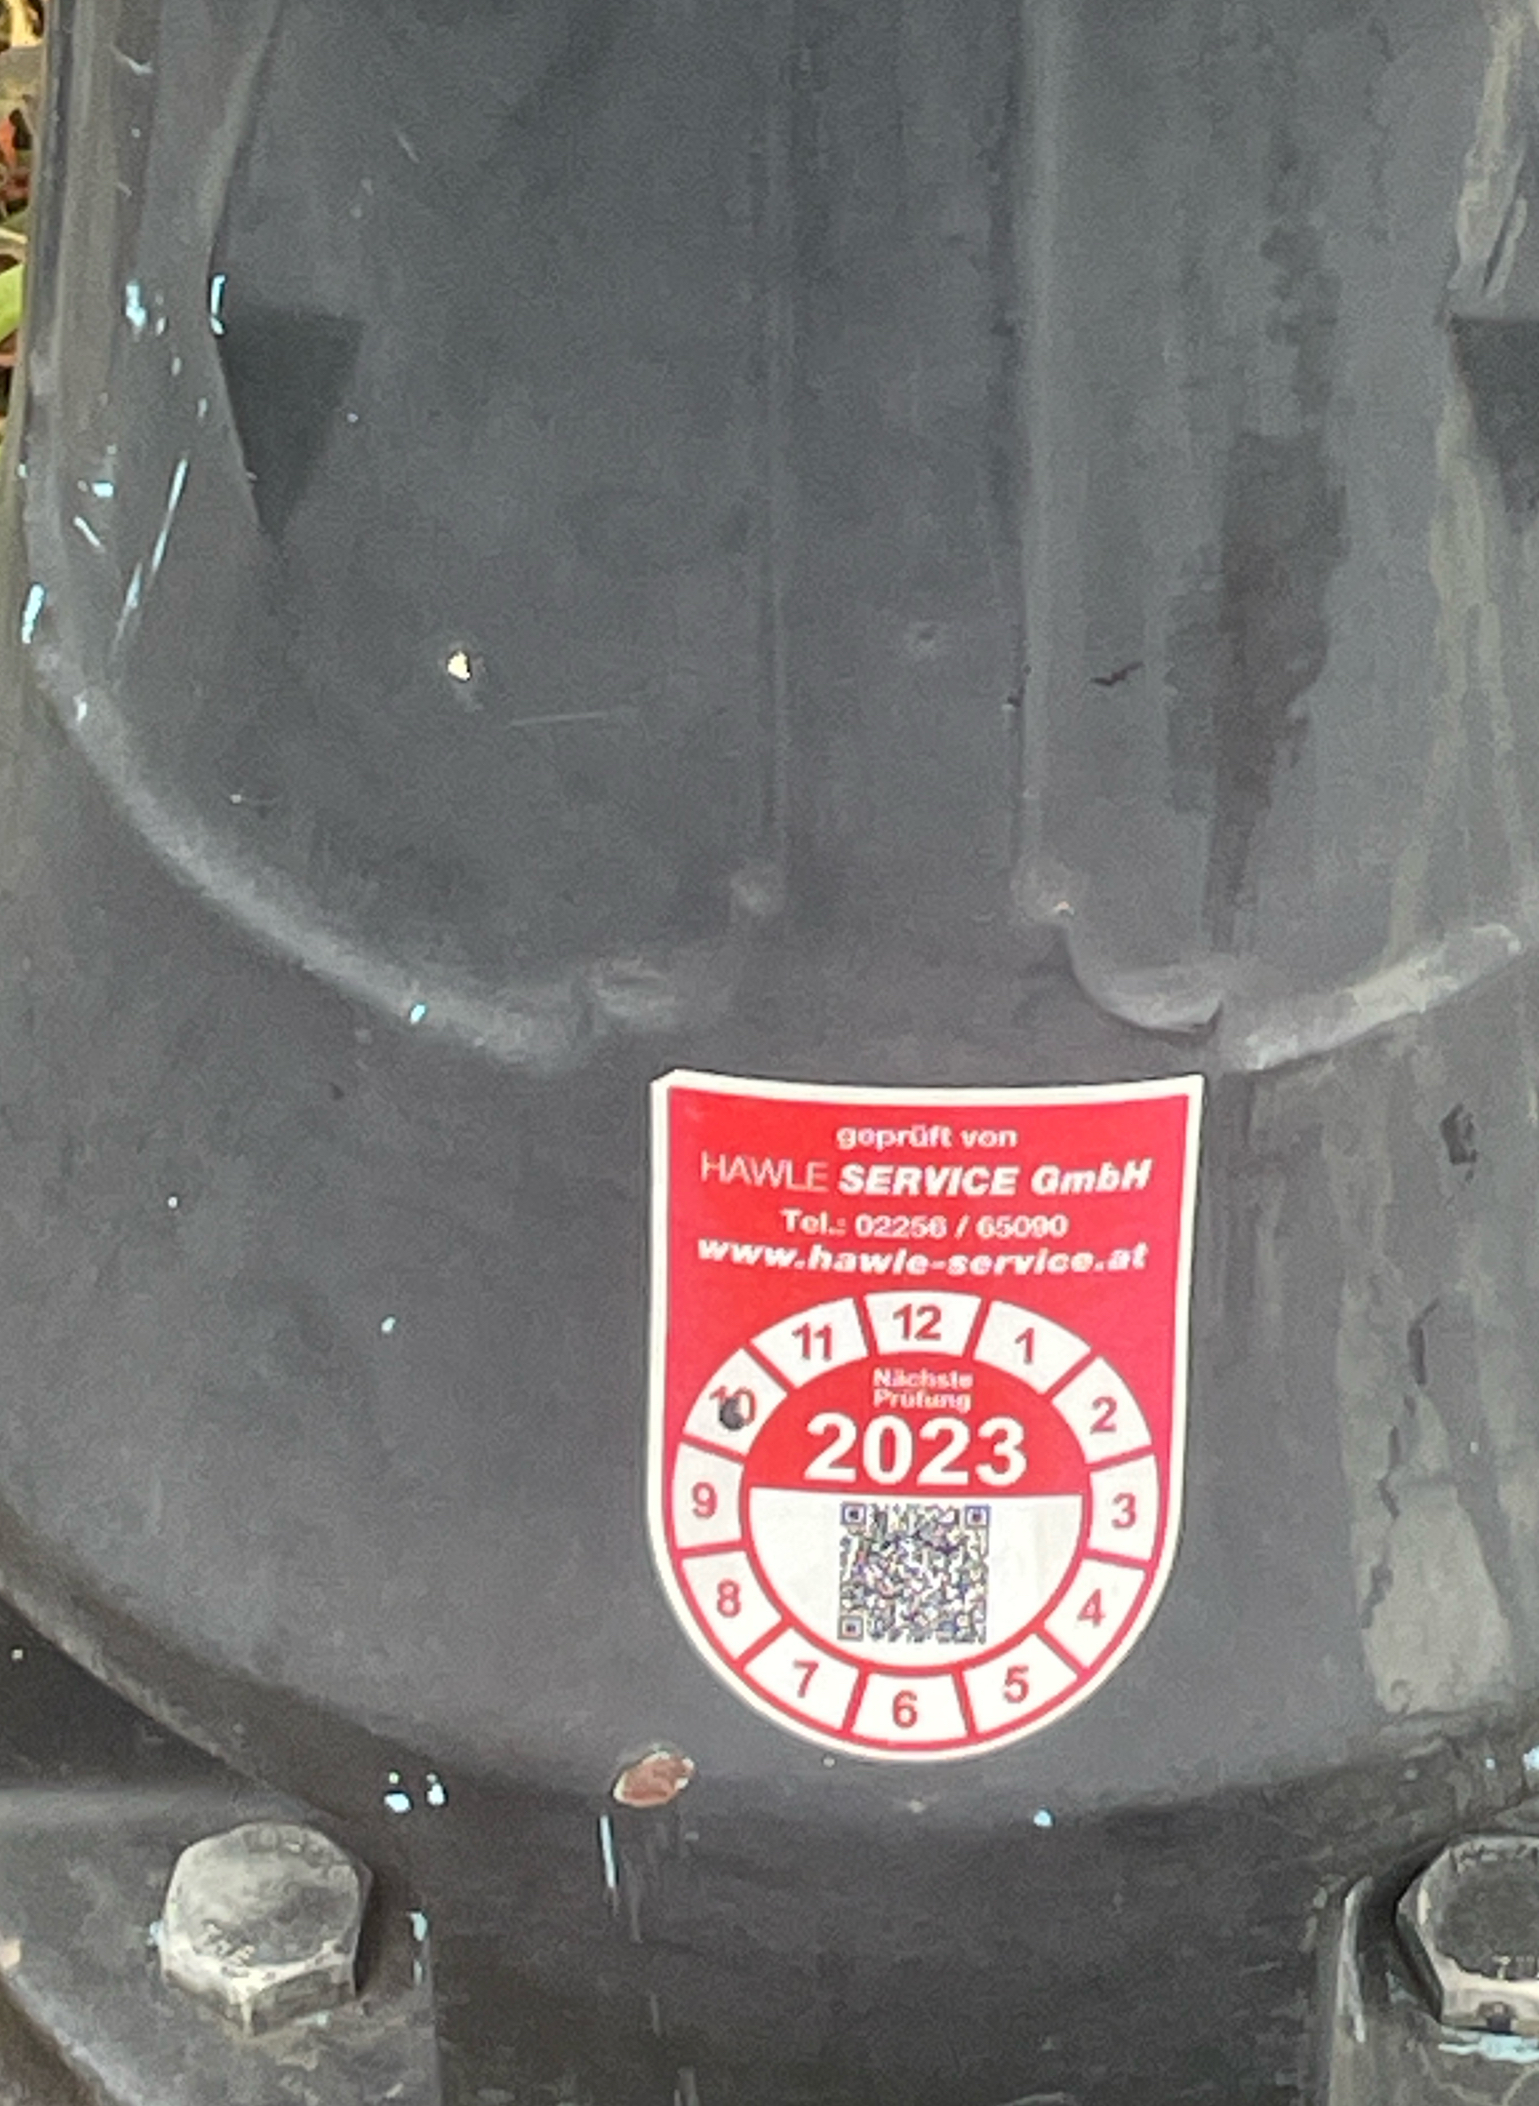 geprüft von
HAWLE SERVICE GmbH
Tel.: 02256 / 65090
www.hawle-service.at
12
11
1
10
2
Nächste
Prüfung
2023
9
3
8
4
7
5
6